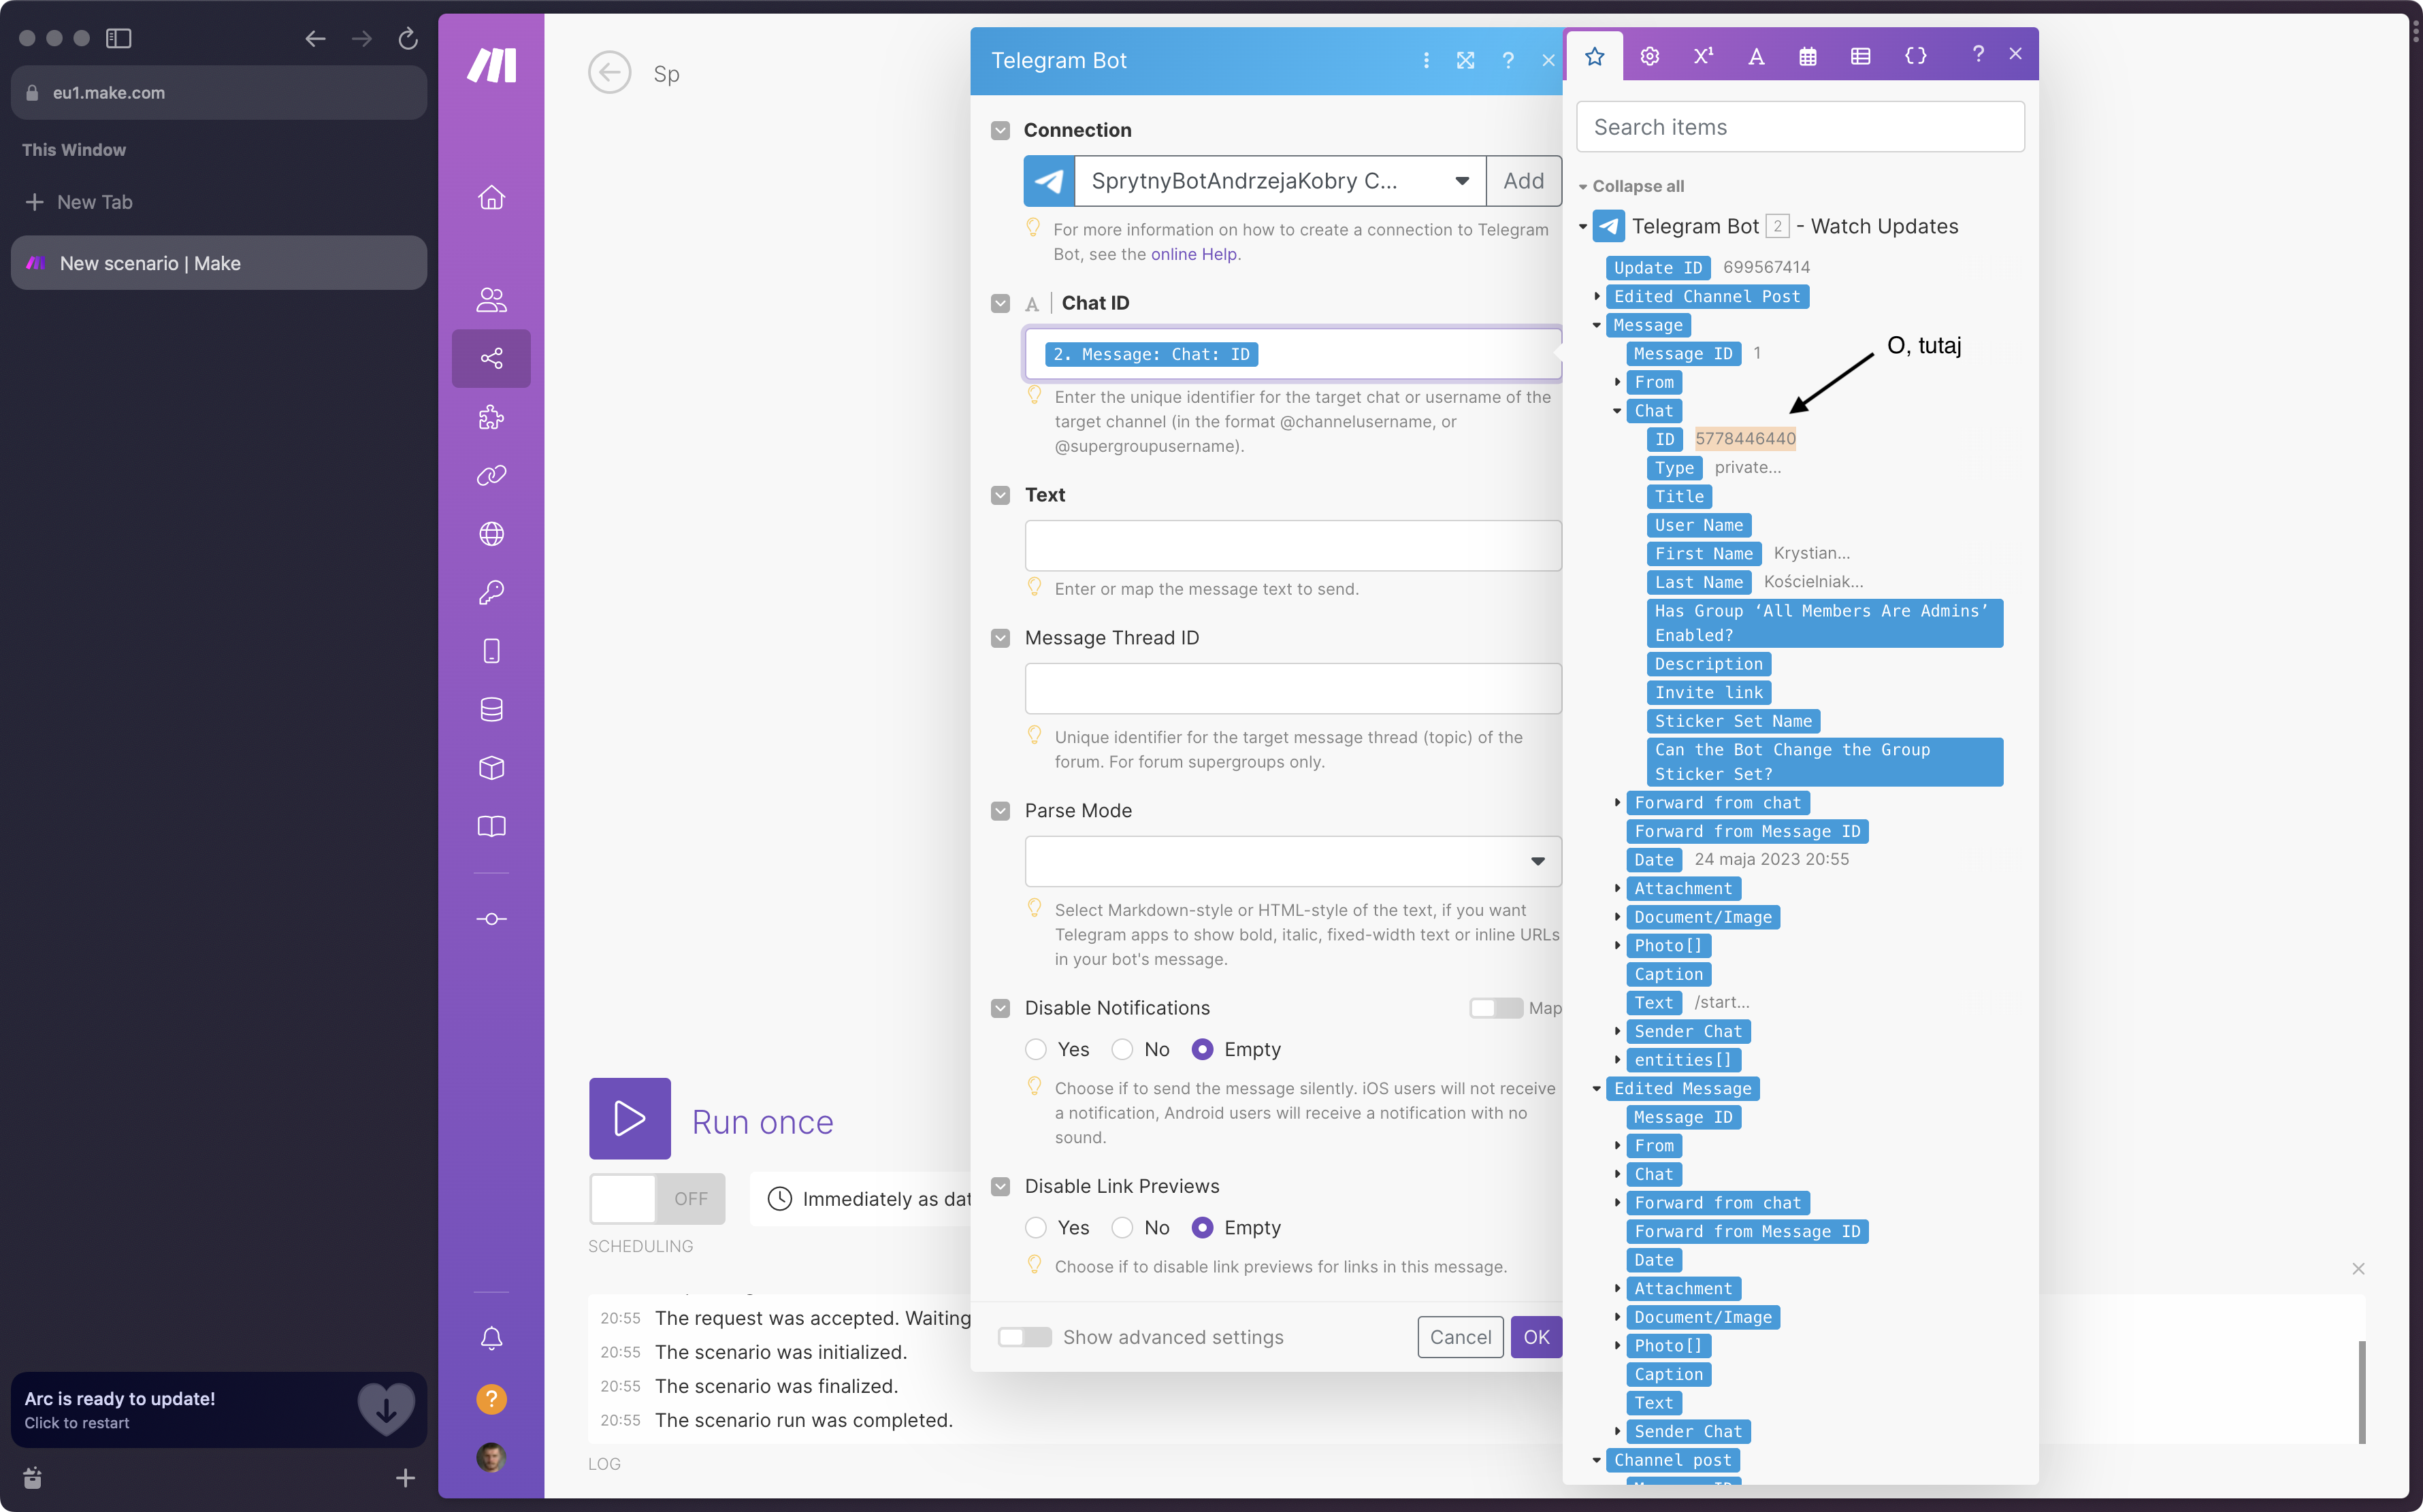 eu1.make.com
This Window
New Tab
New scenario | Make
Arc is ready to update!
Click to restart
Sp
Run once
OFF
Immediately as dat
SCHEDULING
20:55 The request was accepted. Waiting
20:55 The scenario was initialized.
20:55 The scenario was finalized.
20:55 The scenario run was completed.
LOG
Telegram Bot
Connection
SprytnyBotAndrzejaKobry C...
Add
For more information on how to create a connection to Telegram
Bot, see the online Help.
A | Chat ID
2. Message: Chat: ID
Enter the unique identifier for the target chat or username of the
target channel (in the format @channelusername, or
@supergroupusername).
Text
Enter or map the message text to send.
Message Thread ID
Unique identifier for the target message thread (topic) of the
forum. For forum supergroups only.
Parse Mode
Select Markdown-style or HTML-style of the text, if you want
Telegram apps to show bold, italic, fixed-width text or inline URLs
in your bot's message.
Disable Notifications
Map
Yes No Empty
Choose if to send the message silently. iOS users will not receive
a notification, Android users will receive a notification with no
sound.
Disable Link Previews
Yes No Empty
Choose if to disable link previews for links in this message.
Show advanced settings
Cancel
OK
Search items
Collapse all
Telegram Bot 2 - Watch Updates
Update ID 699567414
Edited Channel Post
Message
O, tutaj
Message ID 1
From
Chat
ID 5778446440
Type private...
Title
User Name
First Name Krystian...
Last Name Kościelniak...
Has Group ‘All Members Are Admins’
Enabled?
Description
Invite link
Sticker Set Name
Can the Bot Change the Group
Sticker Set?
Forward from chat
Forward from Message ID
Date 24 maja 2023 20:55
Attachment
Document/Image
Photo[]
Caption
Text /start...
Sender Chat
entities[]
Edited Message
Message ID
From
Chat
Forward from chat
Forward from Message ID
Date
Attachment
Document/Image
Photo[]
Caption
Text
Sender Chat
Channel post